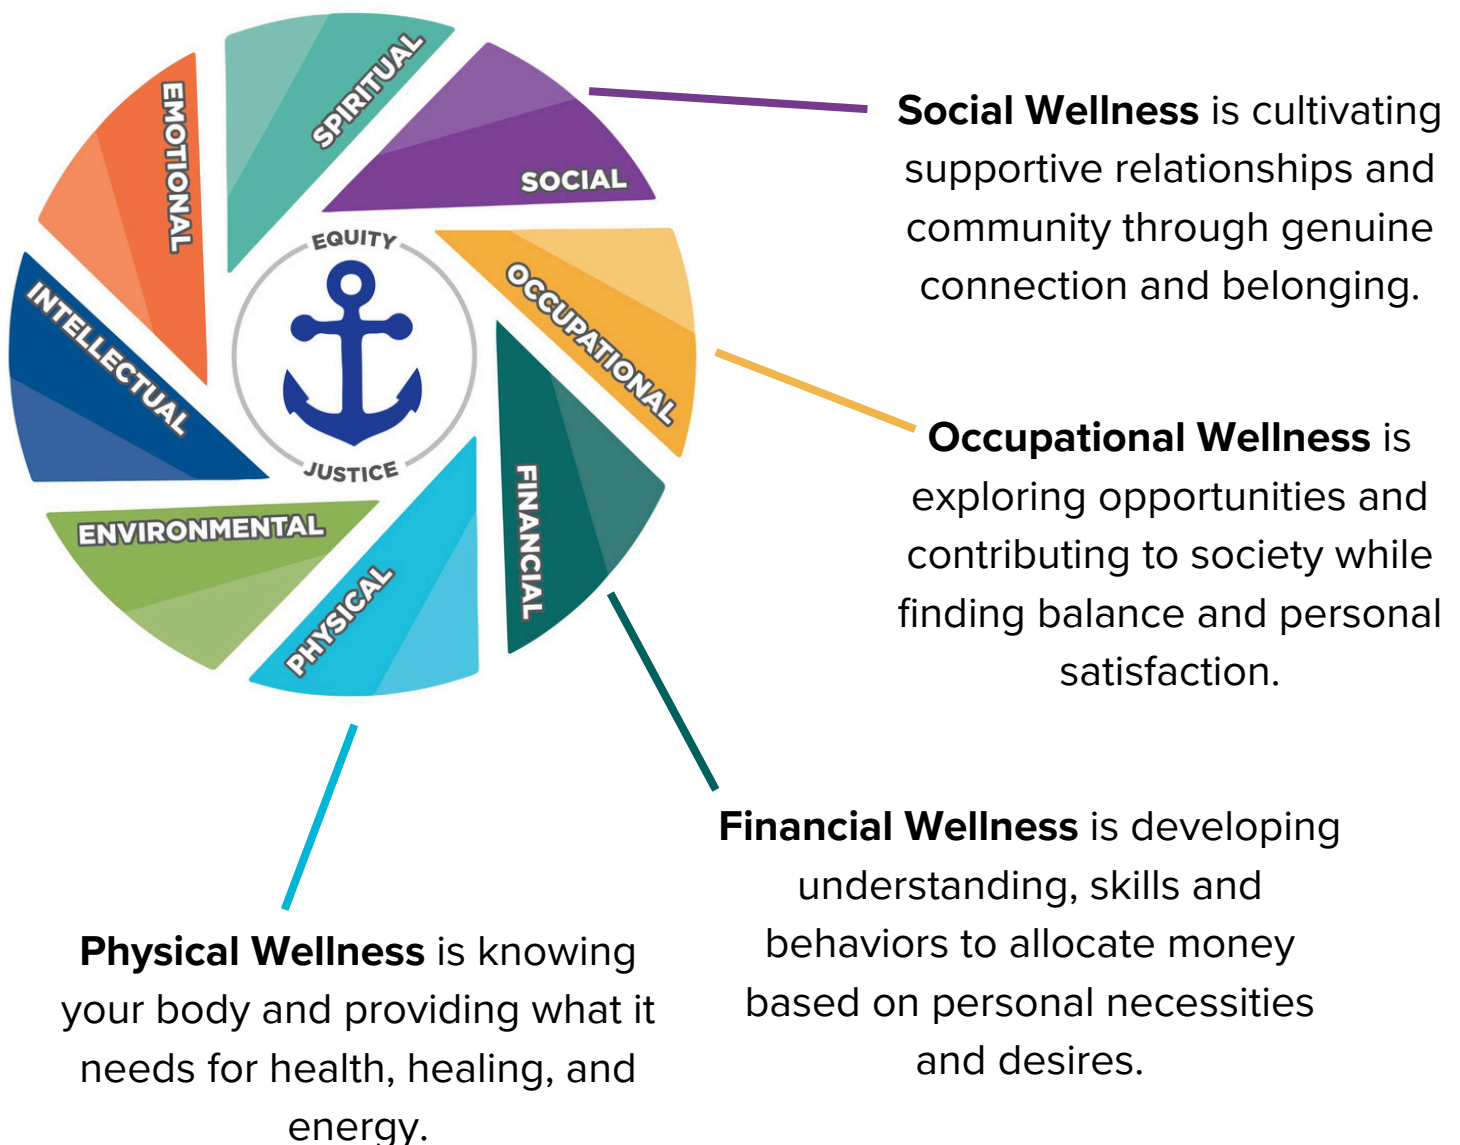 SPIRITUAL
EMOTIONAL
SOCIAL
EQUITY
OCCUPATIONAL
INTELLECTUAL
JUSTICE
FINANCIAL
ENVIRONMENTAL
PHYSICAL
Social Wellness is cultivating
supportive relationships and
community through genuine
connection and belonging.
Occupational Wellness is
exploring opportunities and
contributing to society while
finding balance and personal
satisfaction.
Financial Wellness is developing
understanding, skills and
behaviors to allocate money
based on personal necessities
and desires.
Physical Wellness is knowing
your body and providing what it
needs for health, healing, and
energy.